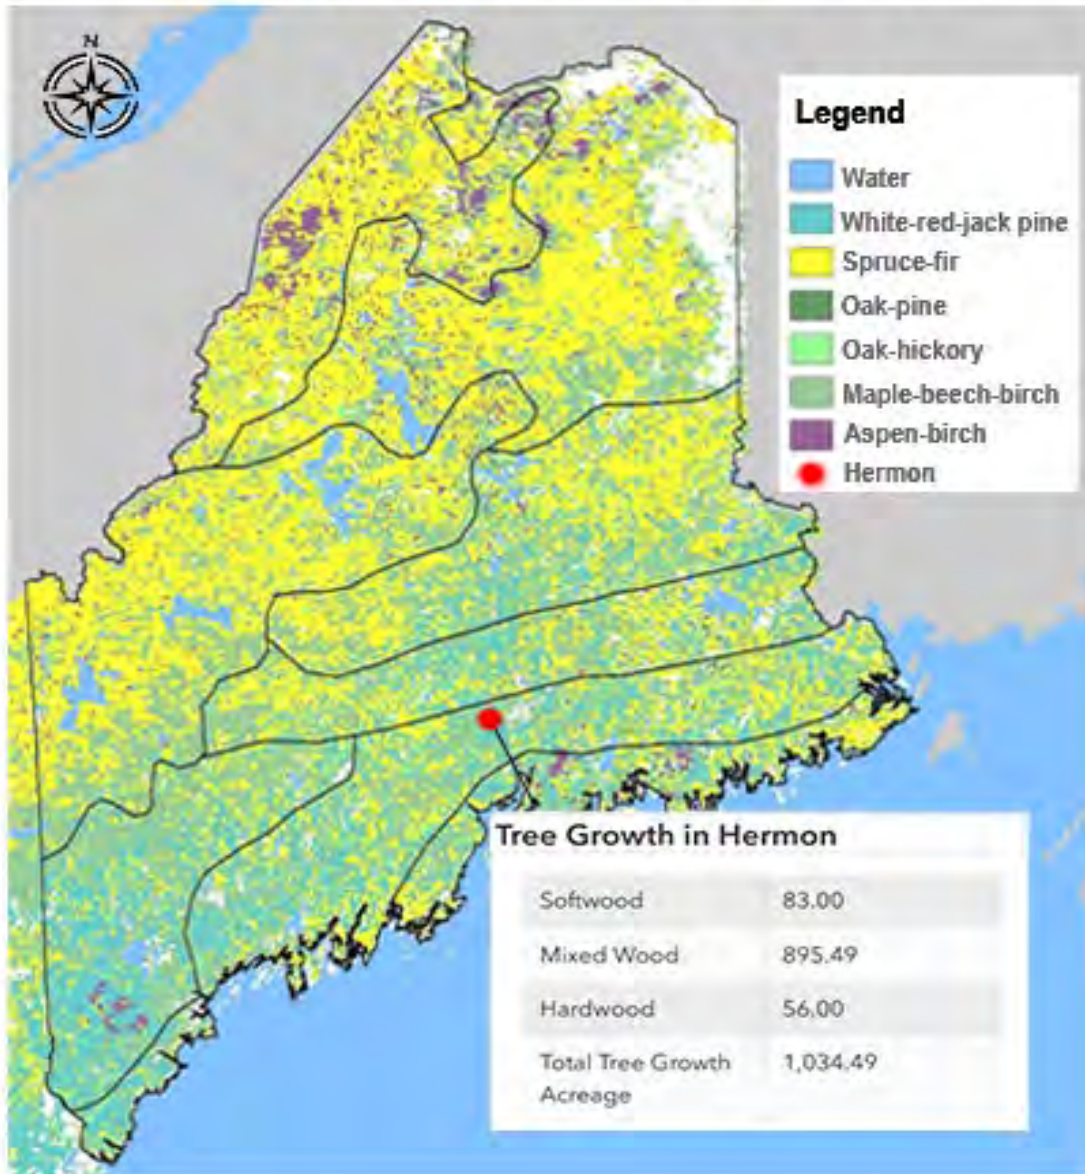 N
Legend
Water
White-red-jack pine
Spruce-fir
Oak-pine
Oak-hickory
Maple-beech-birch
Aspen-birch
Hermon
Tree Growth in Hermon
Softwood 83.00
Mixed Wood 895.49
Hardwood 56.00
Total Tree Growth 1,034.49
Acreage